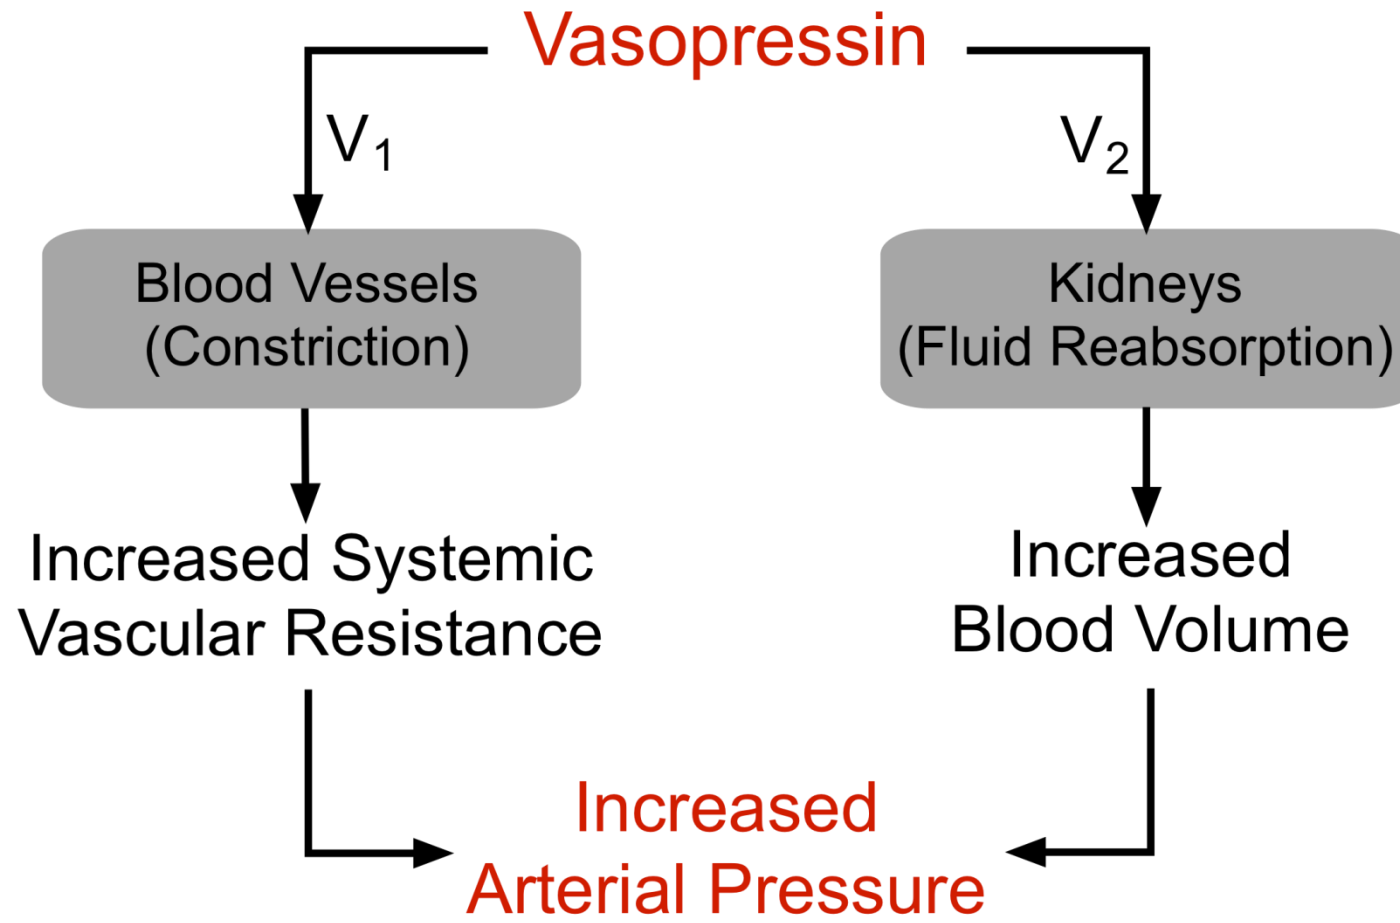 Vasopressin
V₁
V₂
Blood Vessels
(Constriction)
Kidneys
(Fluid Reabsorption)
Increased Systemic
Vascular Resistance
Increased
Blood Volume
Increased
Arterial Pressure